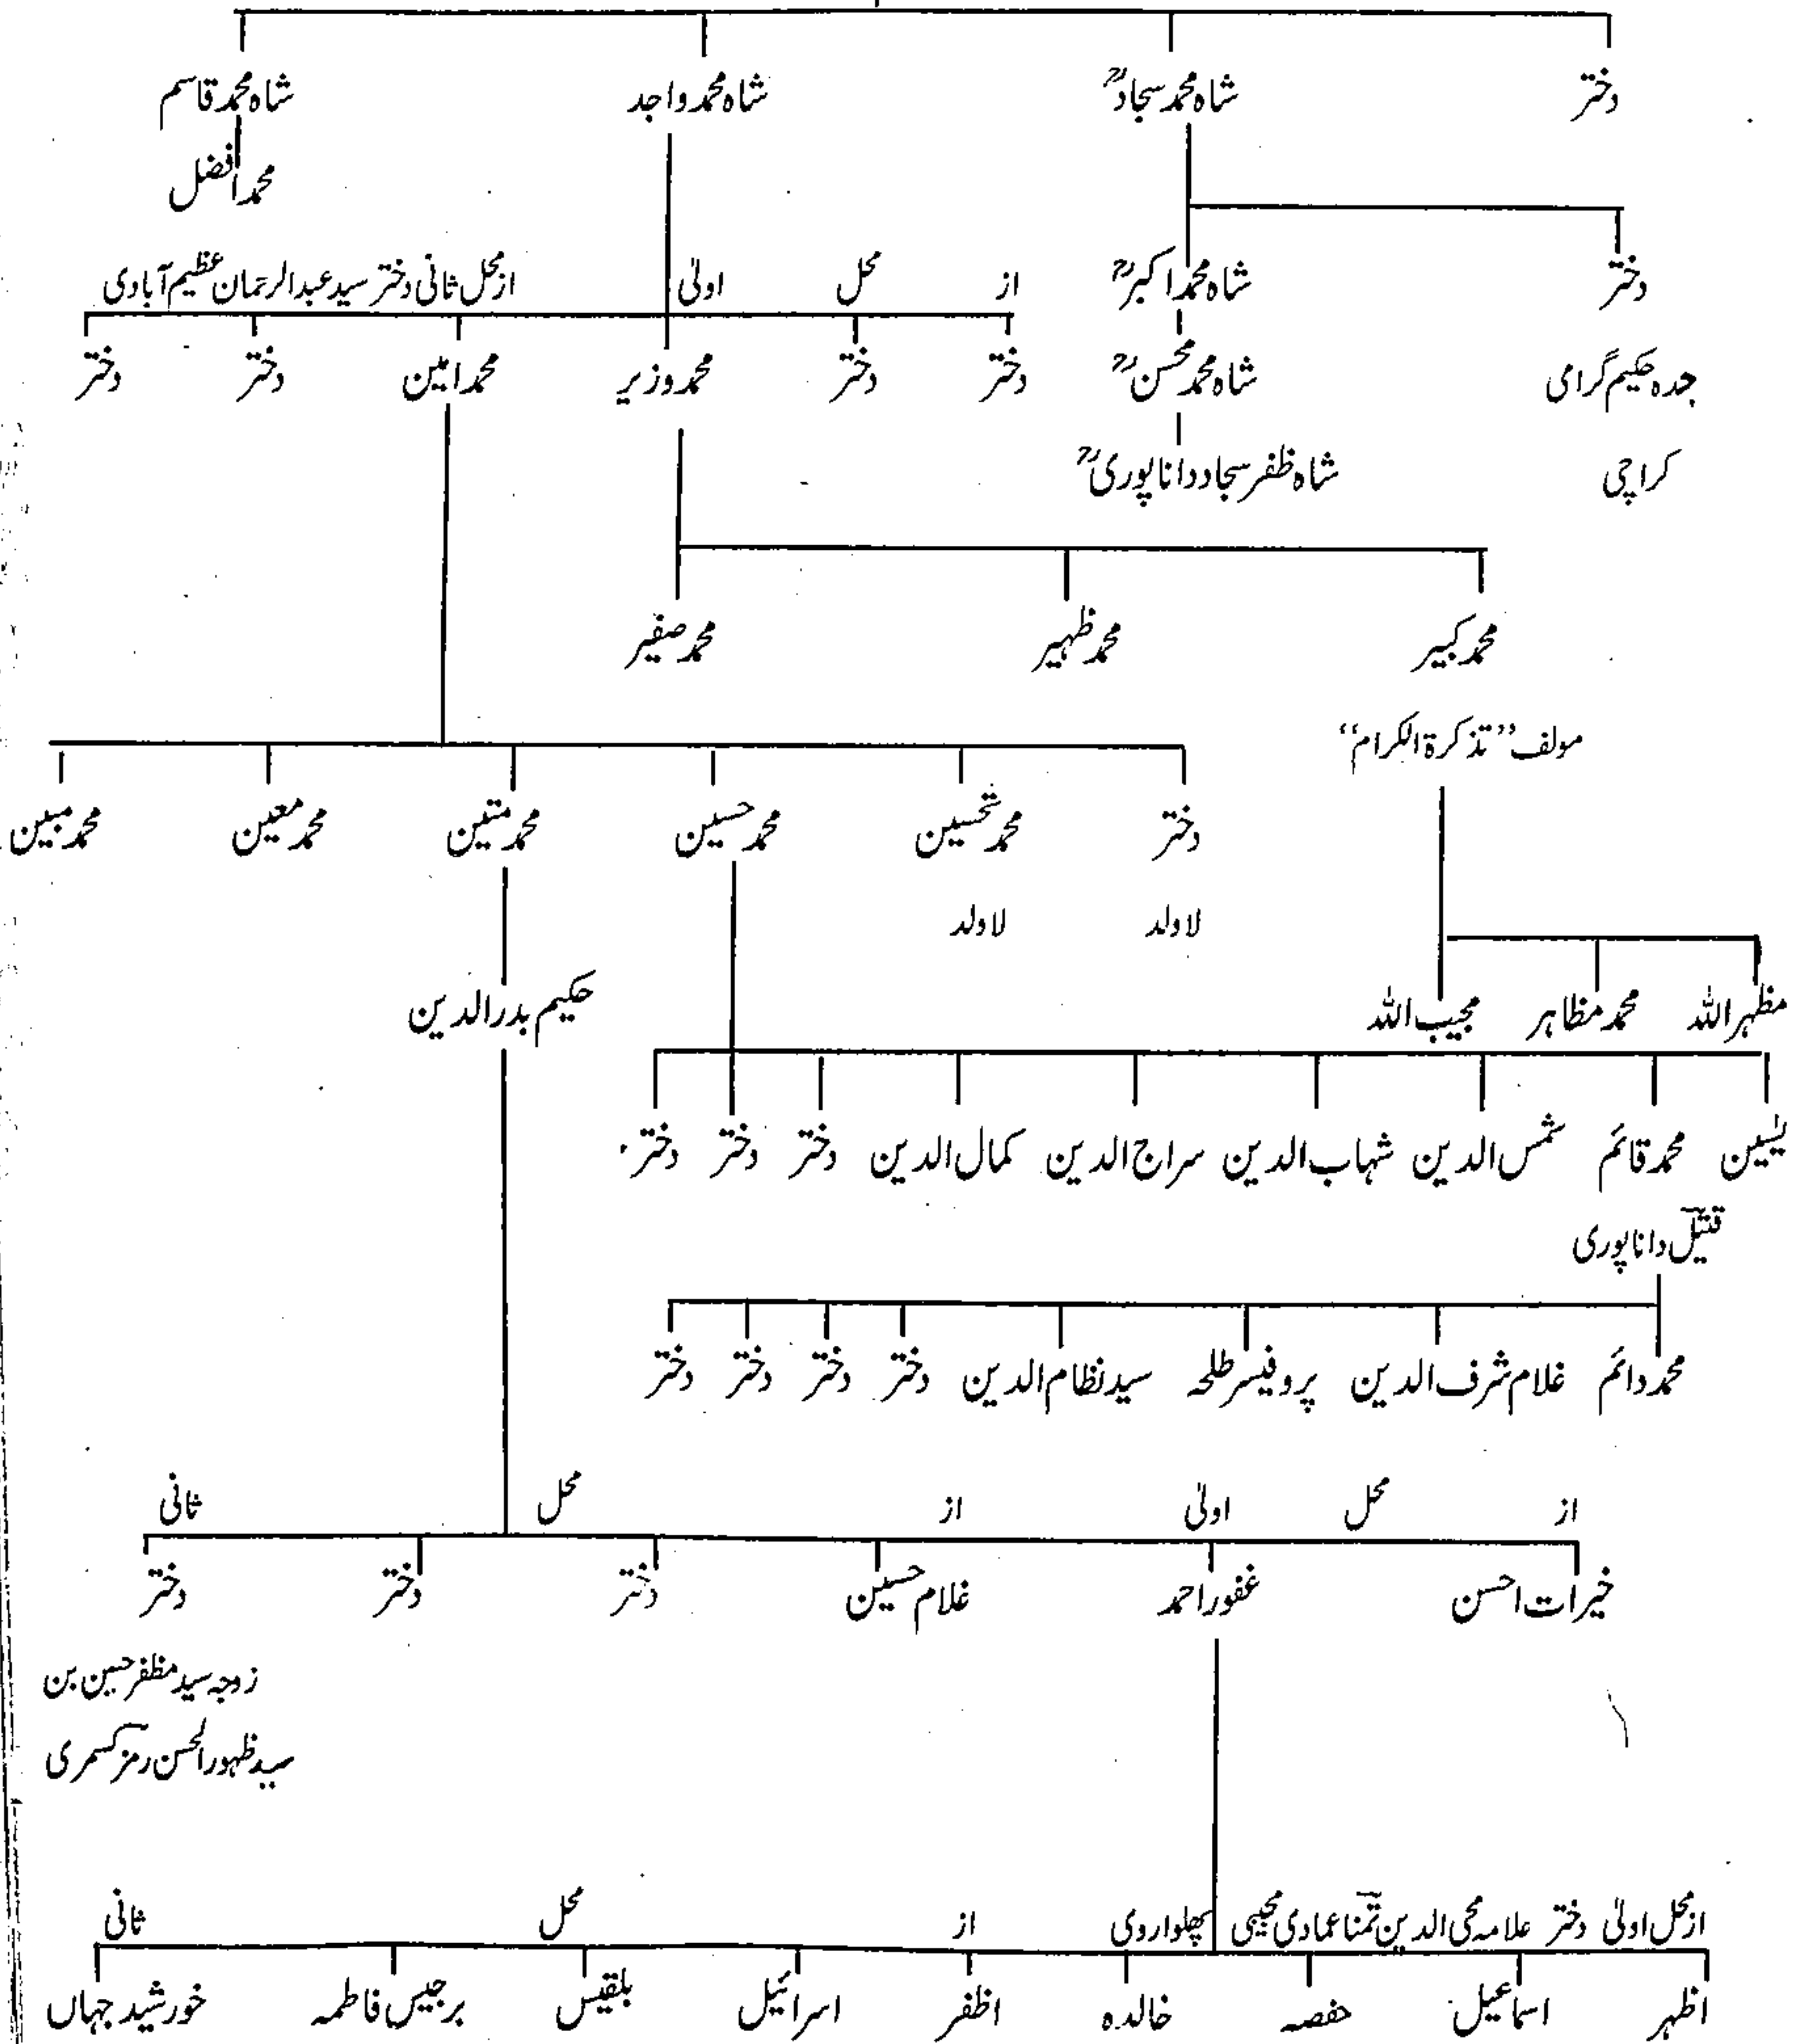 دختر شاہ محمد سجادؒ شاہ محمد واجد شاہ محمد قاسم
محمد افضل
دختر شاہ محمد اکبرؒ از محل اولیٰ از محل ثانی دختر سید عبدالرحمان عظیم آبادی
جدہ حکیم گرامی شاہ محمد محسنؒ دختر دختر محمد وزیر محمد امین دختر دختر
کراچی شاہ ظفر سجاد دانا پوریؒ
محمد کبیر محمد ظہیر محمد صفیر
مولف ”تذکرۃ الکرام“
دختر محمد تحسین محمد حسین محمد متین محمد معین محمد مبین
لاولد لاولد
مظہر اللہ محمد مظاہر مجیب اللہ حکیم بدر الدین
یٰسین محمد قائم شمس الدین شہاب الدین سراج الدین کمال الدین دختر دختر دختر
قتیلؔ دانا پوری
محمد دائم غلام شرف الدین پروفیسر طلحہ سید نظام الدین دختر دختر دختر دختر
از محل اولیٰ از محل ثانی
خیرات احسن غفور احمد غلام حسین دختر دختر دختر
زوجہ سید مظفر حسین بن
سید ظہور الحسن رمزؔ کسمری
از محل اولیٰ دختر علامہ محی الدین تمنا عمادی مجیبی پھلواروی از محل ثانی
اظہر اسماعیل حفصہ خالدہ اظفر اسرائیل بلقیس برجیس فاطمہ خورشید جہاں